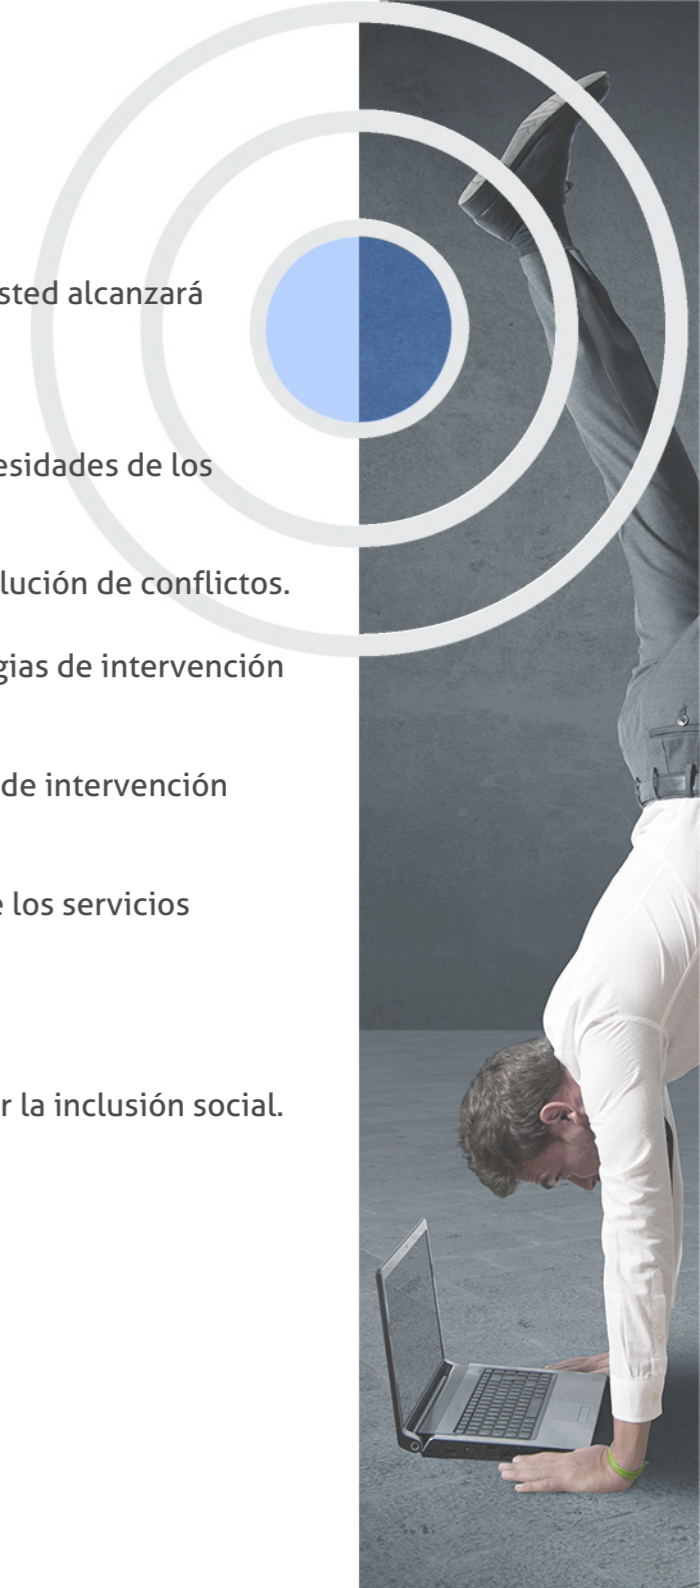 sted alcanzará
esidades de los
lución de conflictos.
gias de intervención
de intervención
e los servicios
r la inclusión social.